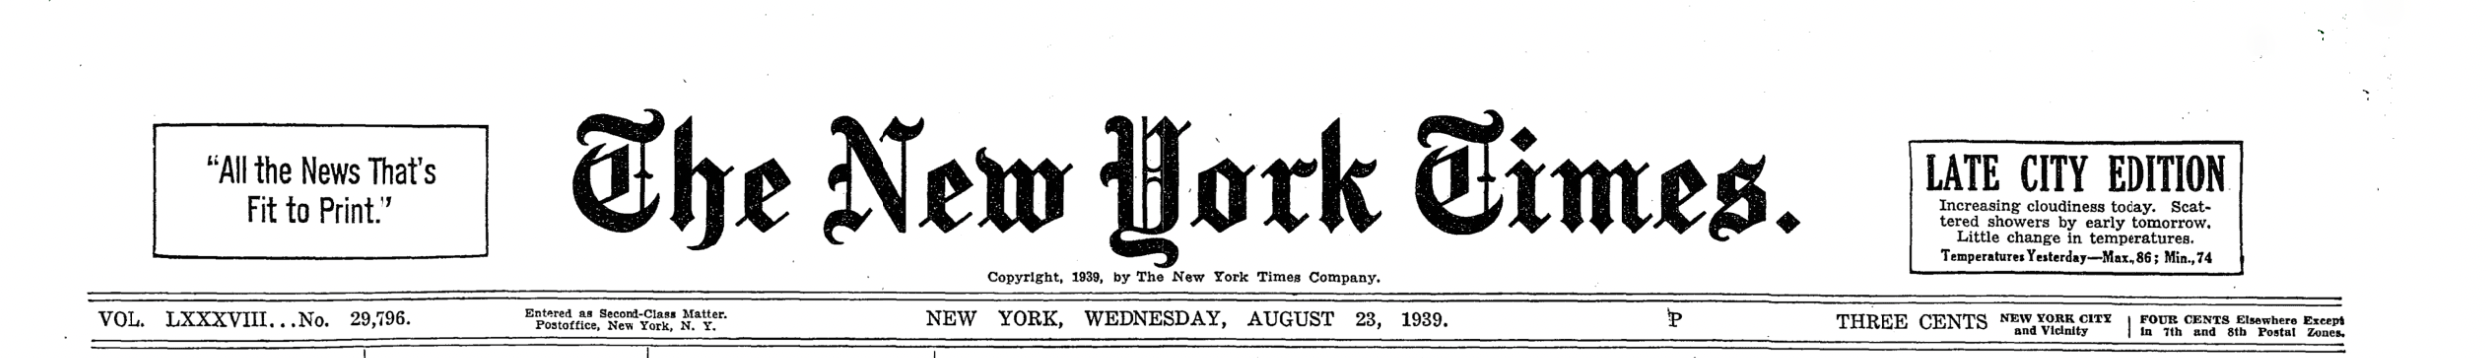 "All the News That's
Fit to Print."
The New York Times.
LATE CITY EDITION
Increasing cloudiness today. Scat-
tered showers by early tomorrow.
Little change in temperatures.
Temperatures Yesterday—Max., 86; Min., 74
Copyright, 1939, by The New York Times Company.
VOL. LXXXVIII...No. 29,796.
Entered as Second-Class Matter.
Postoffice, New York, N. Y.
NEW YORK, WEDNESDAY, AUGUST 23, 1939.
P
THREE CENTS
NEW YORK CITY
and Vicinity
FOUR CENTS Elsewhere Except
in 7th and 8th Postal Zones.